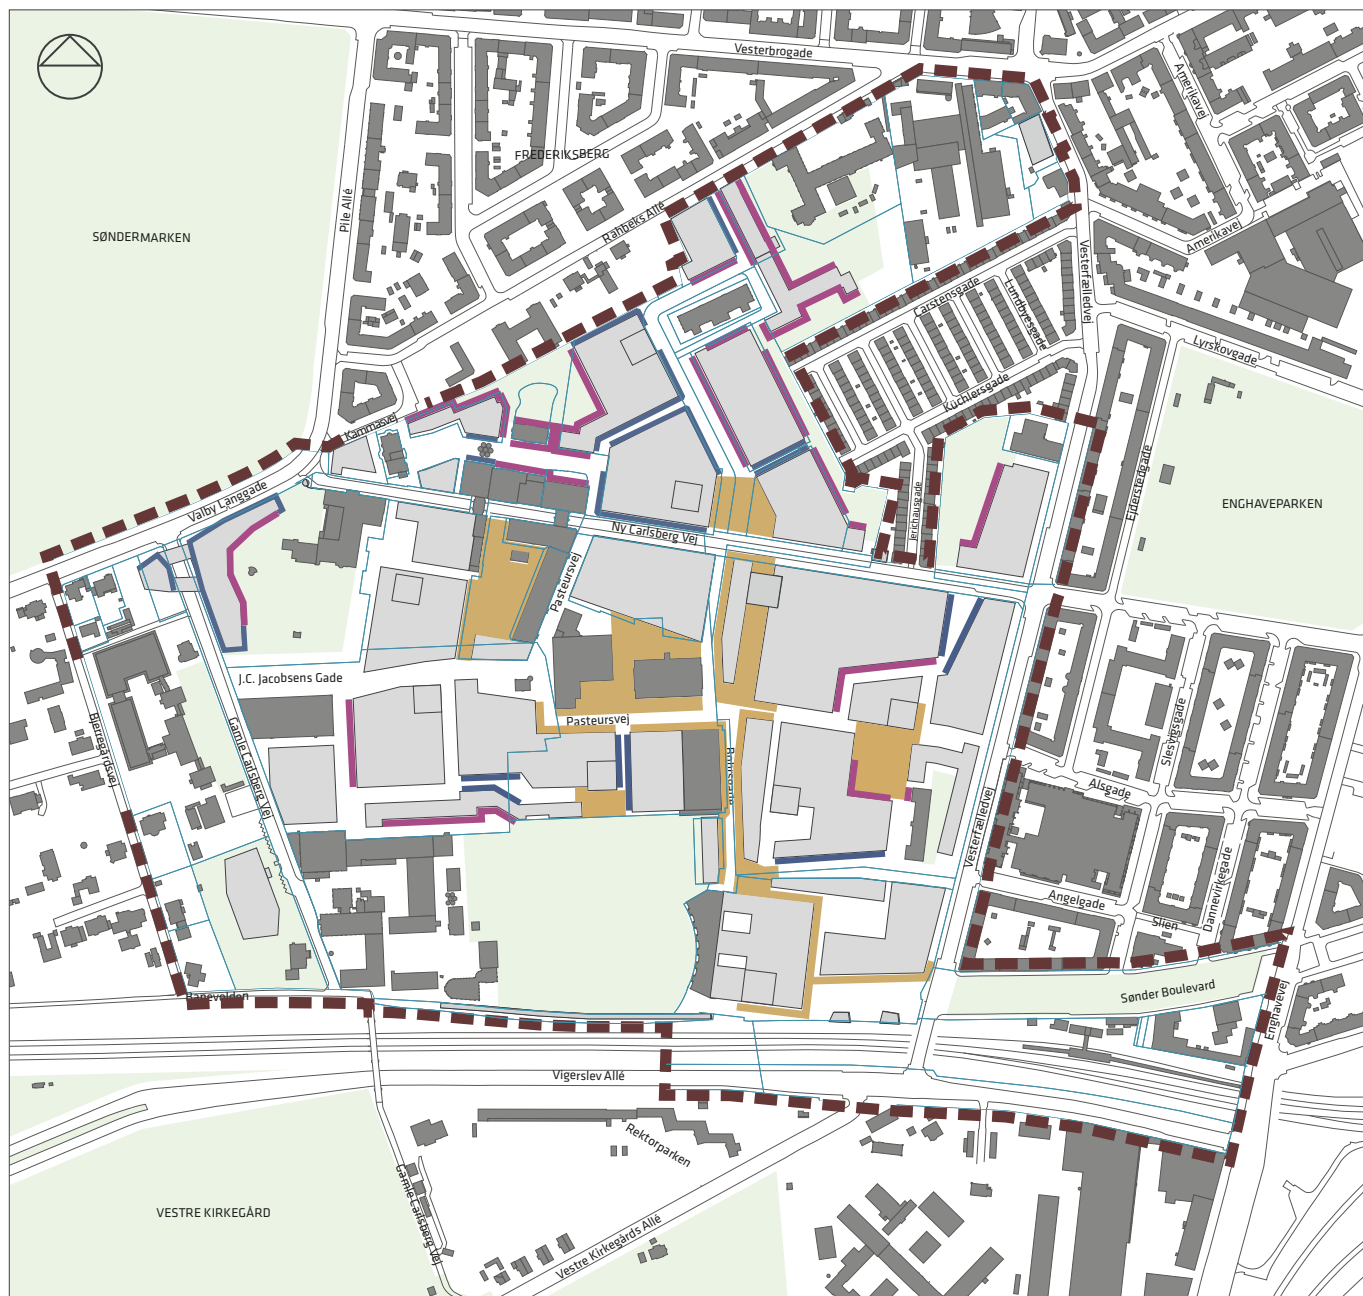 Vesterbrogade
Amerikavej
FREDERIKSBERG
Pile Allé
SØNDERMARKEN
Rahbeks Allé
Amerikavej
Vesterfælledvej
Carstensgade
Lundbyesgade
Lyrskovgade
Küchlersgade
Kammasvej
Ejderstedgade
Valby Langgade
ENGHAVEPARKEN
Jerichausgade
Ny Carlsberg Vej
Pasteursvej
J.C. Jacobsens Gade
Bjerregårdsvej
Gamle Carlsberg Vej
Pasteursvej
Bohrsgade
Slesvigsgade
Alsgade
Vesterfælledvej
Dannevirkegade
Angelgade
Slien
Banevolden
Sønder Boulevard
Enghavevej
Vigerslev Allé
Rektorparken
Gamle Carlsberg Vej
VESTRE KIRKEGÅRD
Vestre Kirkegårds Allé